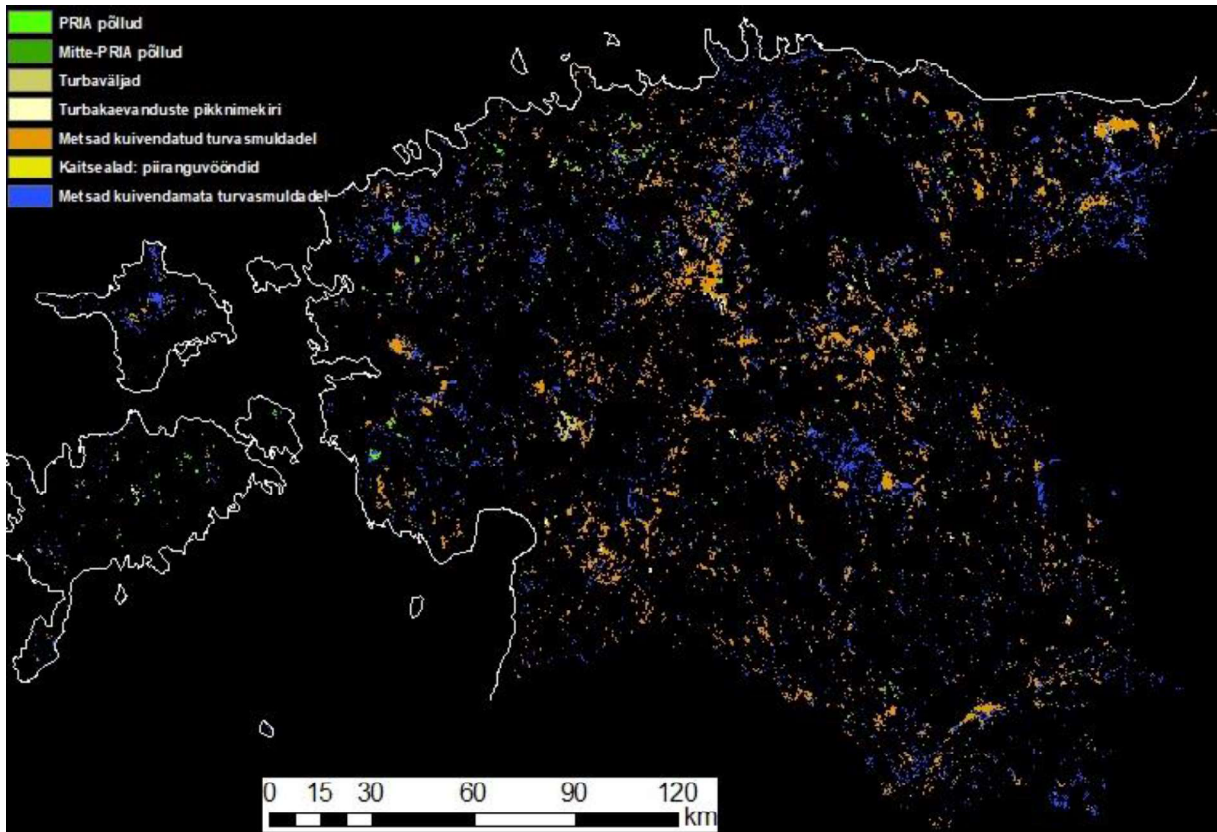 PRIA põllud
Mitte-PRIA põllud
Turbaväljad
Turbakaevanduste pikknimekiri
Metsad kuivendatud turvasmuldadel
Kaitsealad: piiranguvööndid
Metsad kuivendamata turvasmuldadel
0 15 30 60 90 120
km